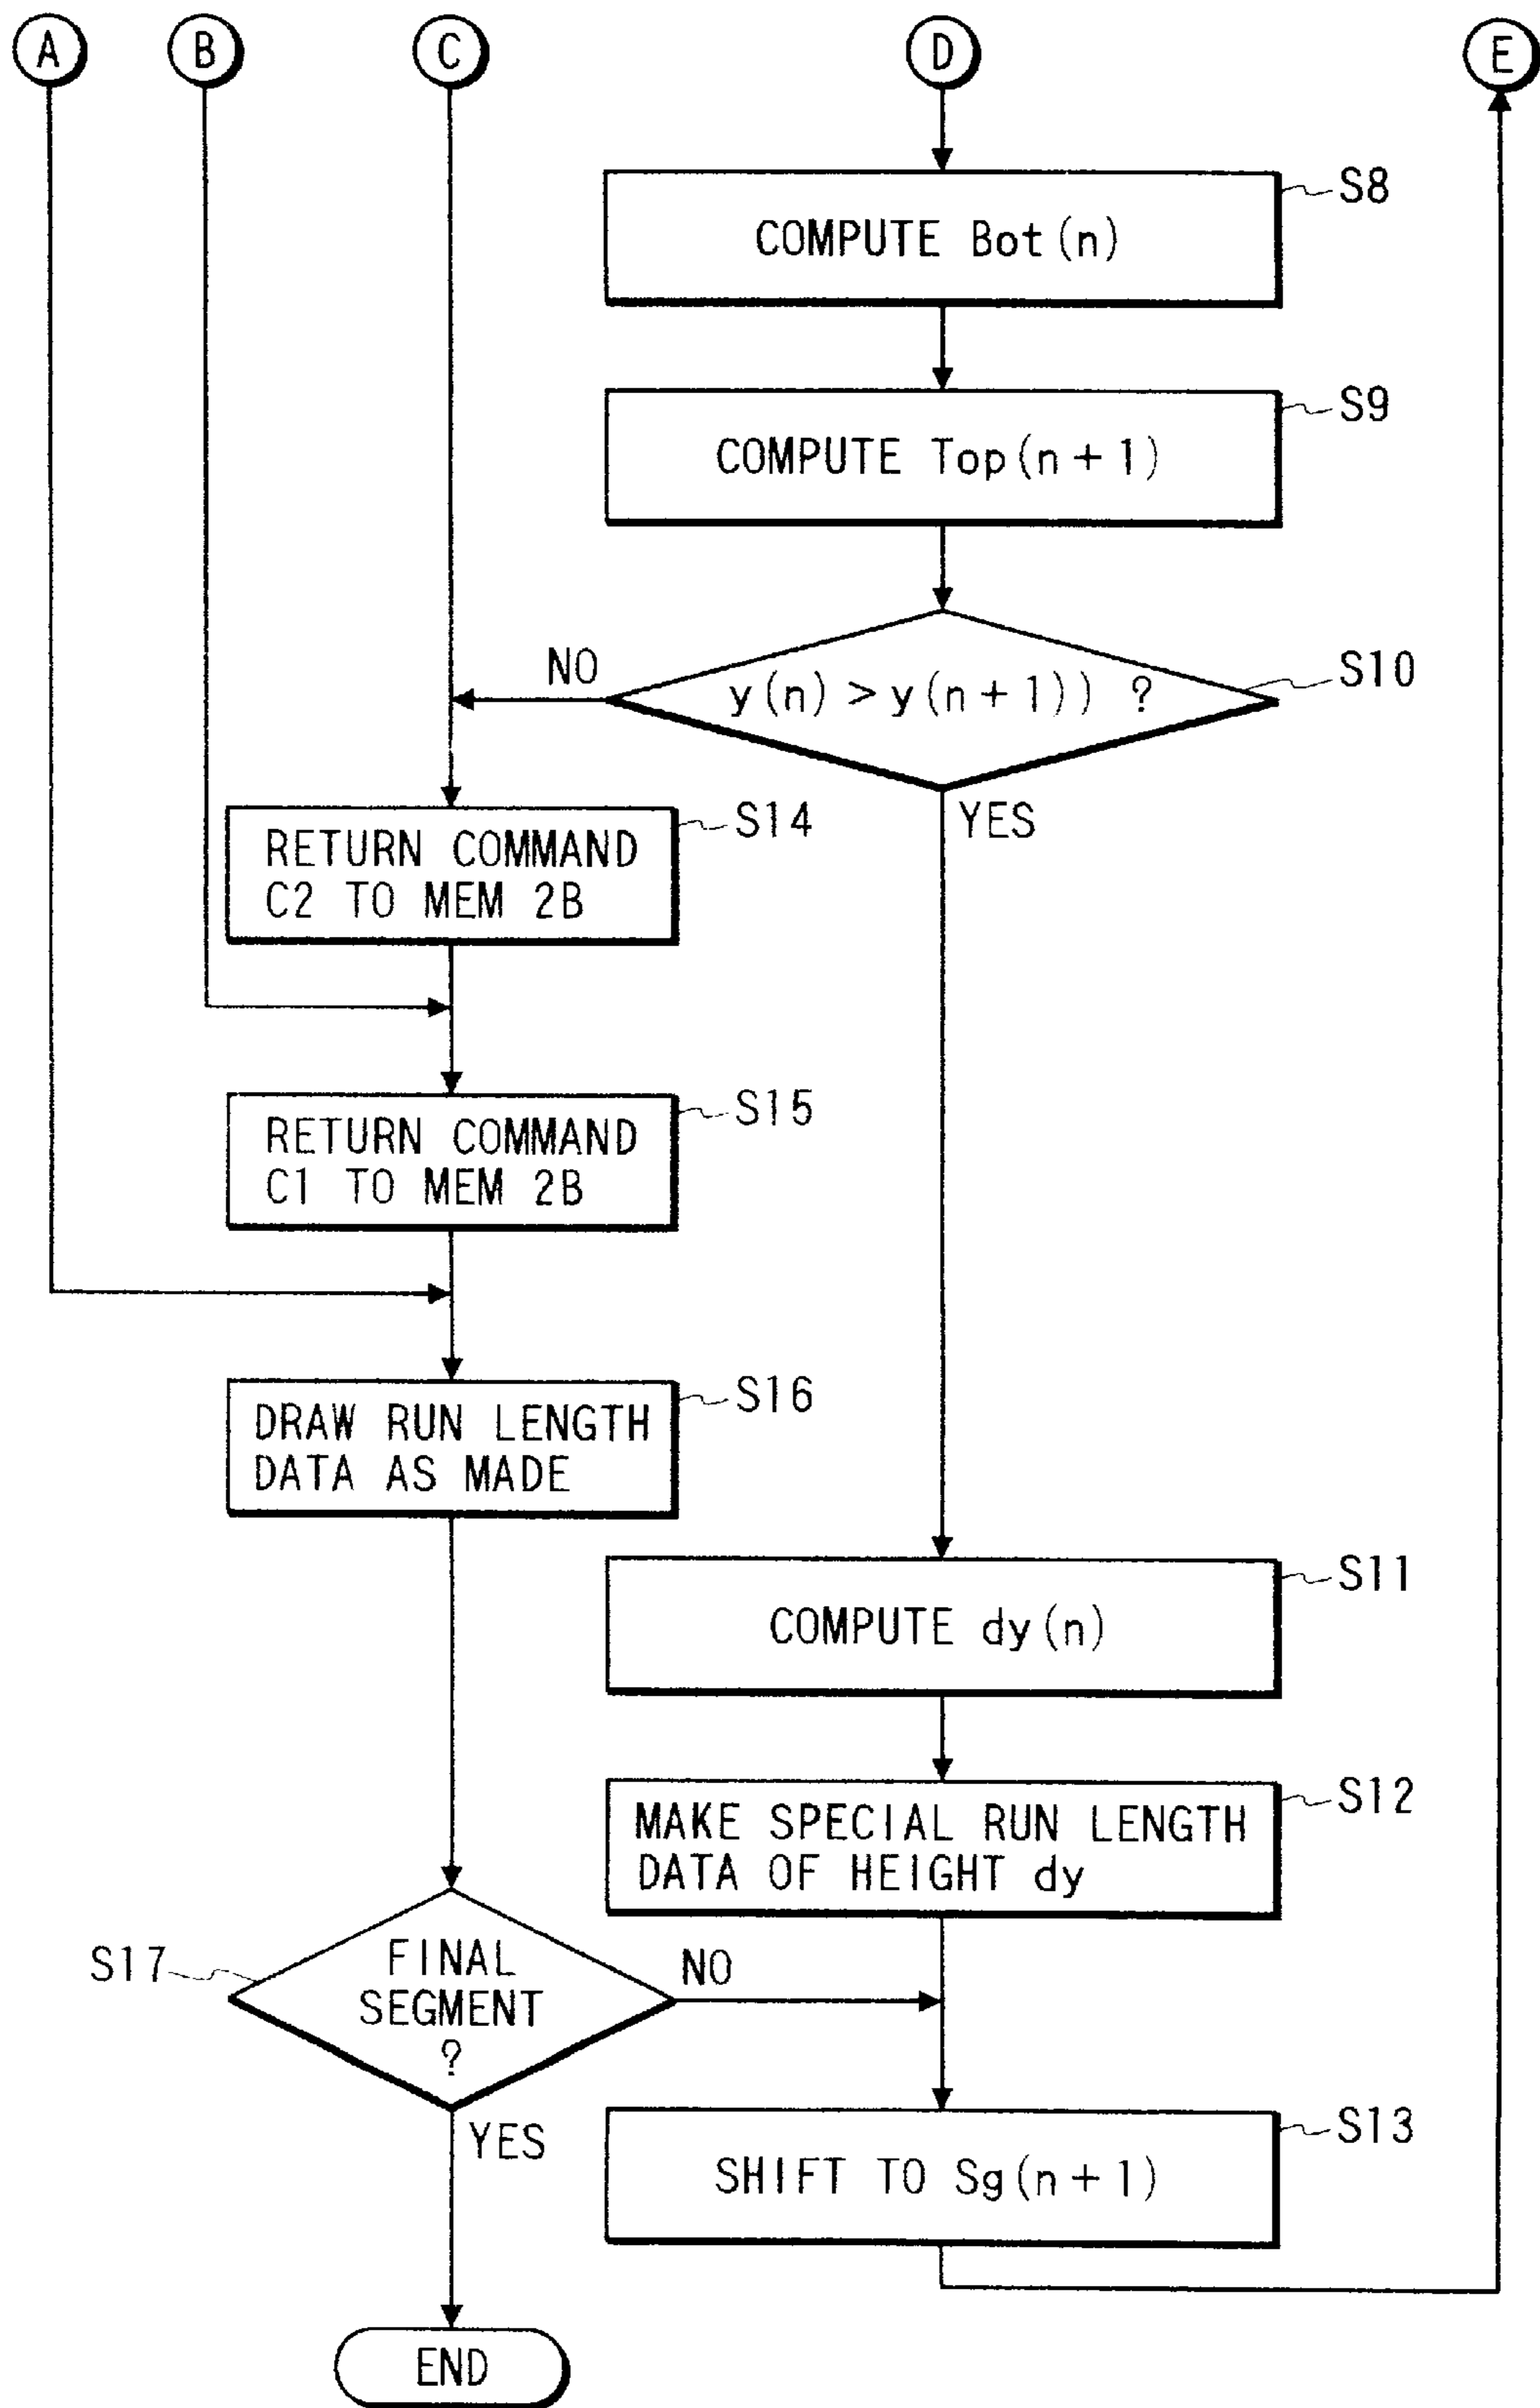 A
B
C
D
E
S8
COMPUTE Bot(n)
S9
COMPUTE Top(n+1)
S10
y(n)>y(n+1)) ?
NO
YES
S14
RETURN COMMAND
C2 TO MEM 2B
S15
RETURN COMMAND
C1 TO MEM 2B
S16
DRAW RUN LENGTH
DATA AS MADE
S11
COMPUTE dy(n)
S12
MAKE SPECIAL RUN LENGTH
DATA OF HEIGHT dy
S17
FINAL
SEGMENT
?
NO
YES
S13
SHIFT TO Sg(n+1)
END